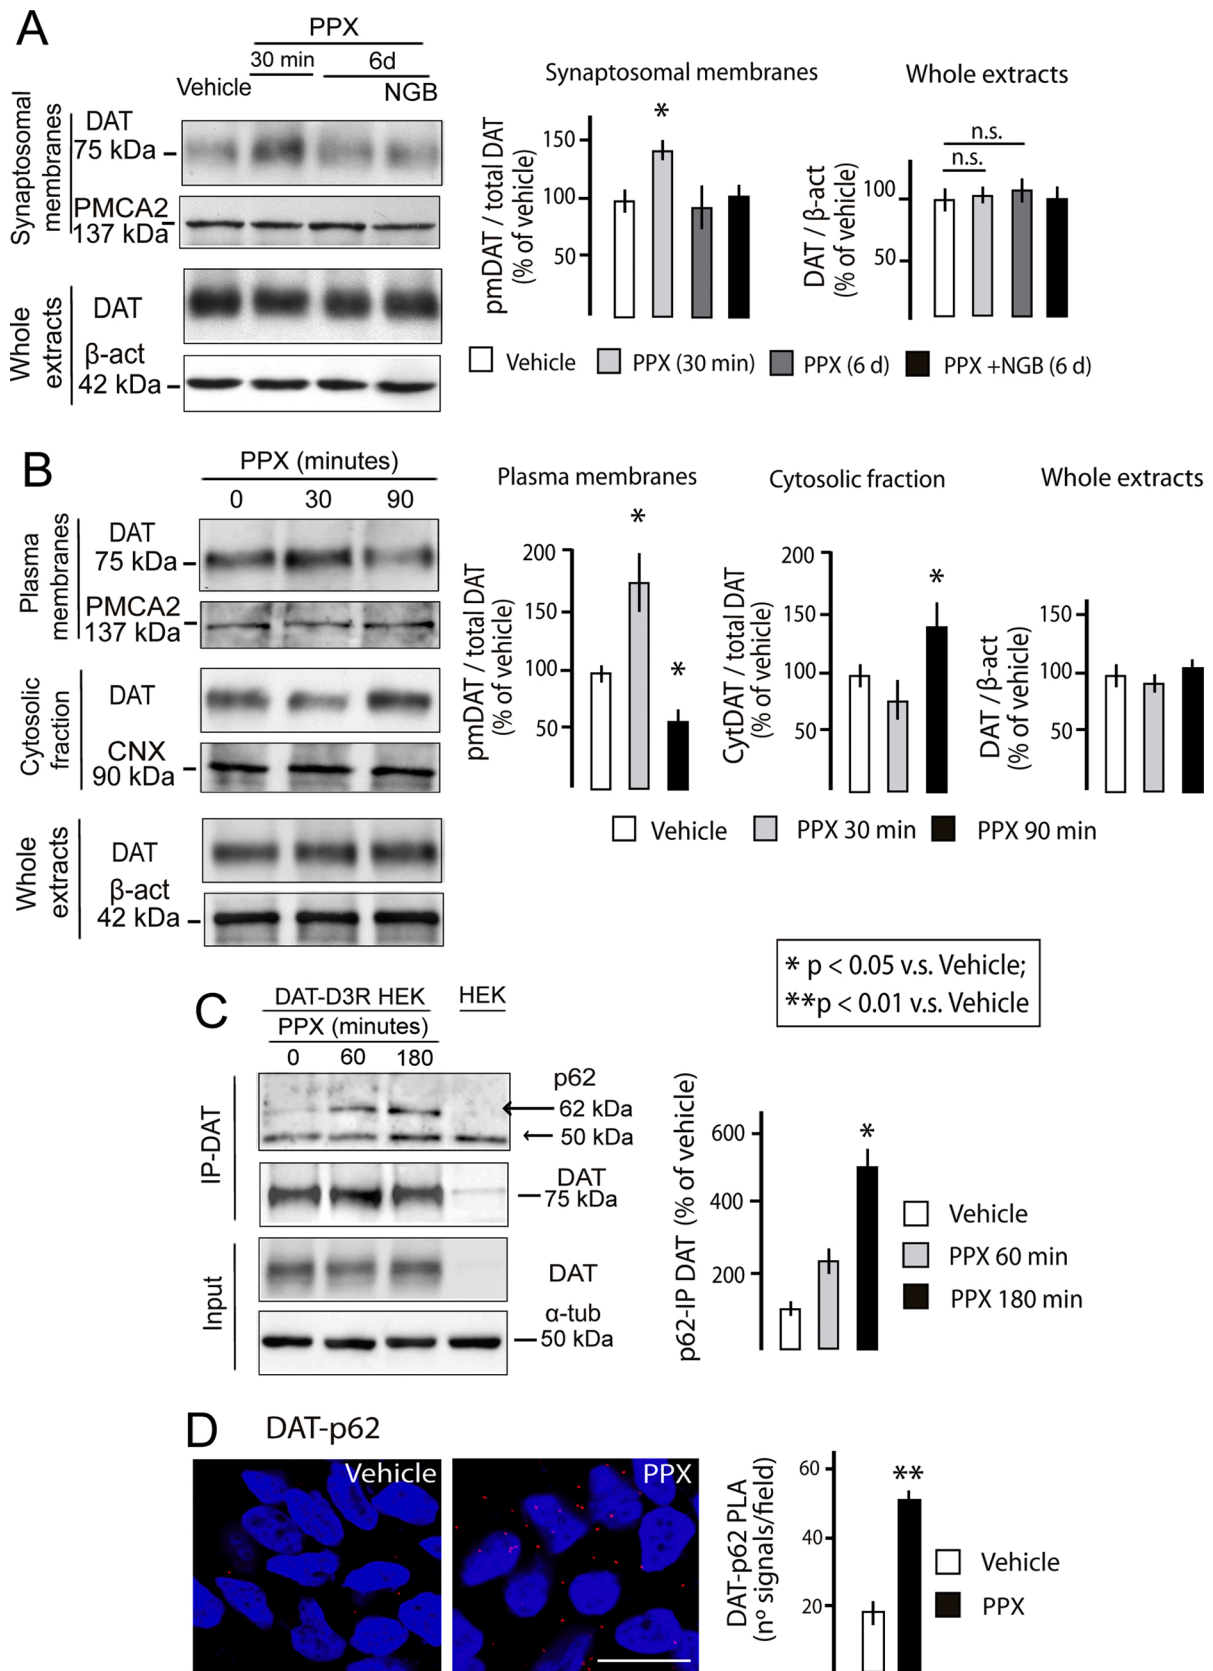 A
PPX
30 min
6d
Vehicle
NGB
Synaptosomal
membranes
DAT
75 kDa
PMCA2
137 kDa
Whole
extracts
DAT
β-act
42 kDa
Synaptosomal membranes
*
pmDAT / total DAT
(% of vehicle)
150
100
50
Whole extracts
n.s.
n.s.
DAT / β-act
(% of vehicle)
100
50
Vehicle
PPX (30 min)
PPX (6 d)
PPX +NGB (6 d)
B
PPX (minutes)
0 30 90
Plasma
membranes
DAT
75 kDa
PMCA2
137 kDa
Cytosolic
fraction
DAT
CNX
90 kDa
Whole
extracts
DAT
β-act
42 kDa
Plasma membranes
*
*
pmDAT / total DAT
(% of vehicle)
200
150
100
50
Cytosolic fraction
*
CytDAT / total DAT
(% of vehicle)
200
150
100
50
Whole extracts
DAT / β-act
(% of vehicle)
150
100
50
Vehicle
PPX 30 min
PPX 90 min
* p < 0.05 v.s. Vehicle;
**p < 0.01 v.s. Vehicle
C
DAT-D3R HEK
HEK
PPX (minutes)
0 60 180
IP-DAT
p62
62 kDa
50 kDa
DAT
75 kDa
Input
DAT
α-tub
50 kDa
p62-IP DAT (% of vehicle)
600
400
200
*
Vehicle
PPX 60 min
PPX 180 min
D
DAT-p62
Vehicle
PPX
DAT-p62 PLA
(nº signals/field)
60
40
20
**
Vehicle
PPX